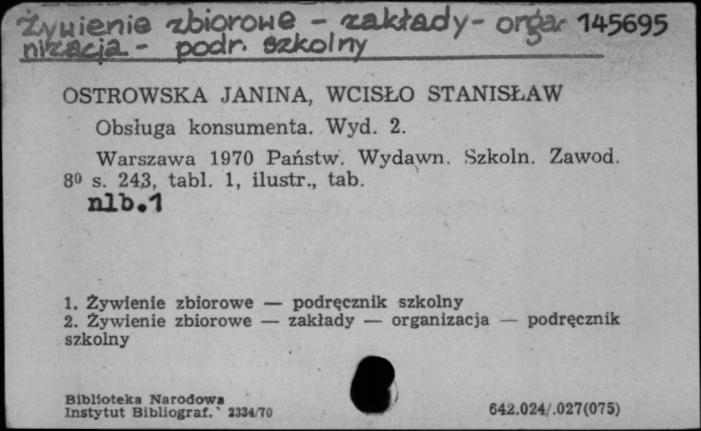 Żywienie zbiorowe - zakłady - orga 145695
nizacja - podr. szkolny
OSTROWSKA JANINA, WCISŁO STANISŁAW
Obsługa konsumenta. Wyd. 2.
Warszawa 1970 Państw. Wydawn. Szkoln. Zawod.
8⁰ s. 243, tabl. 1, ilustr., tab.
nlb.1
1. Żywienie zbiorowe — podręcznik szkolny
2. Żywienie zbiorowe — zakłady — organizacja — podręcznik
szkolny
Biblioteka Narodowa
Instytut Bibliograf. 2334/70 642.024/.027(075)